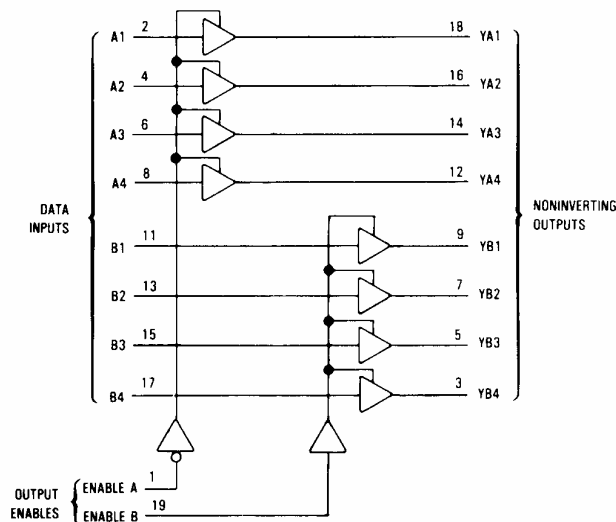 A1 2 18 YA1
A2 4 16 YA2
A3 6 14 YA3
A4 8 12 YA4
DATA INPUTS
NONINVERTING OUTPUTS
B1 11 9 YB1
B2 13 7 YB2
B3 15 5 YB3
B4 17 3 YB4
OUTPUT ENABLES
ENABLE A 1
ENABLE B 19